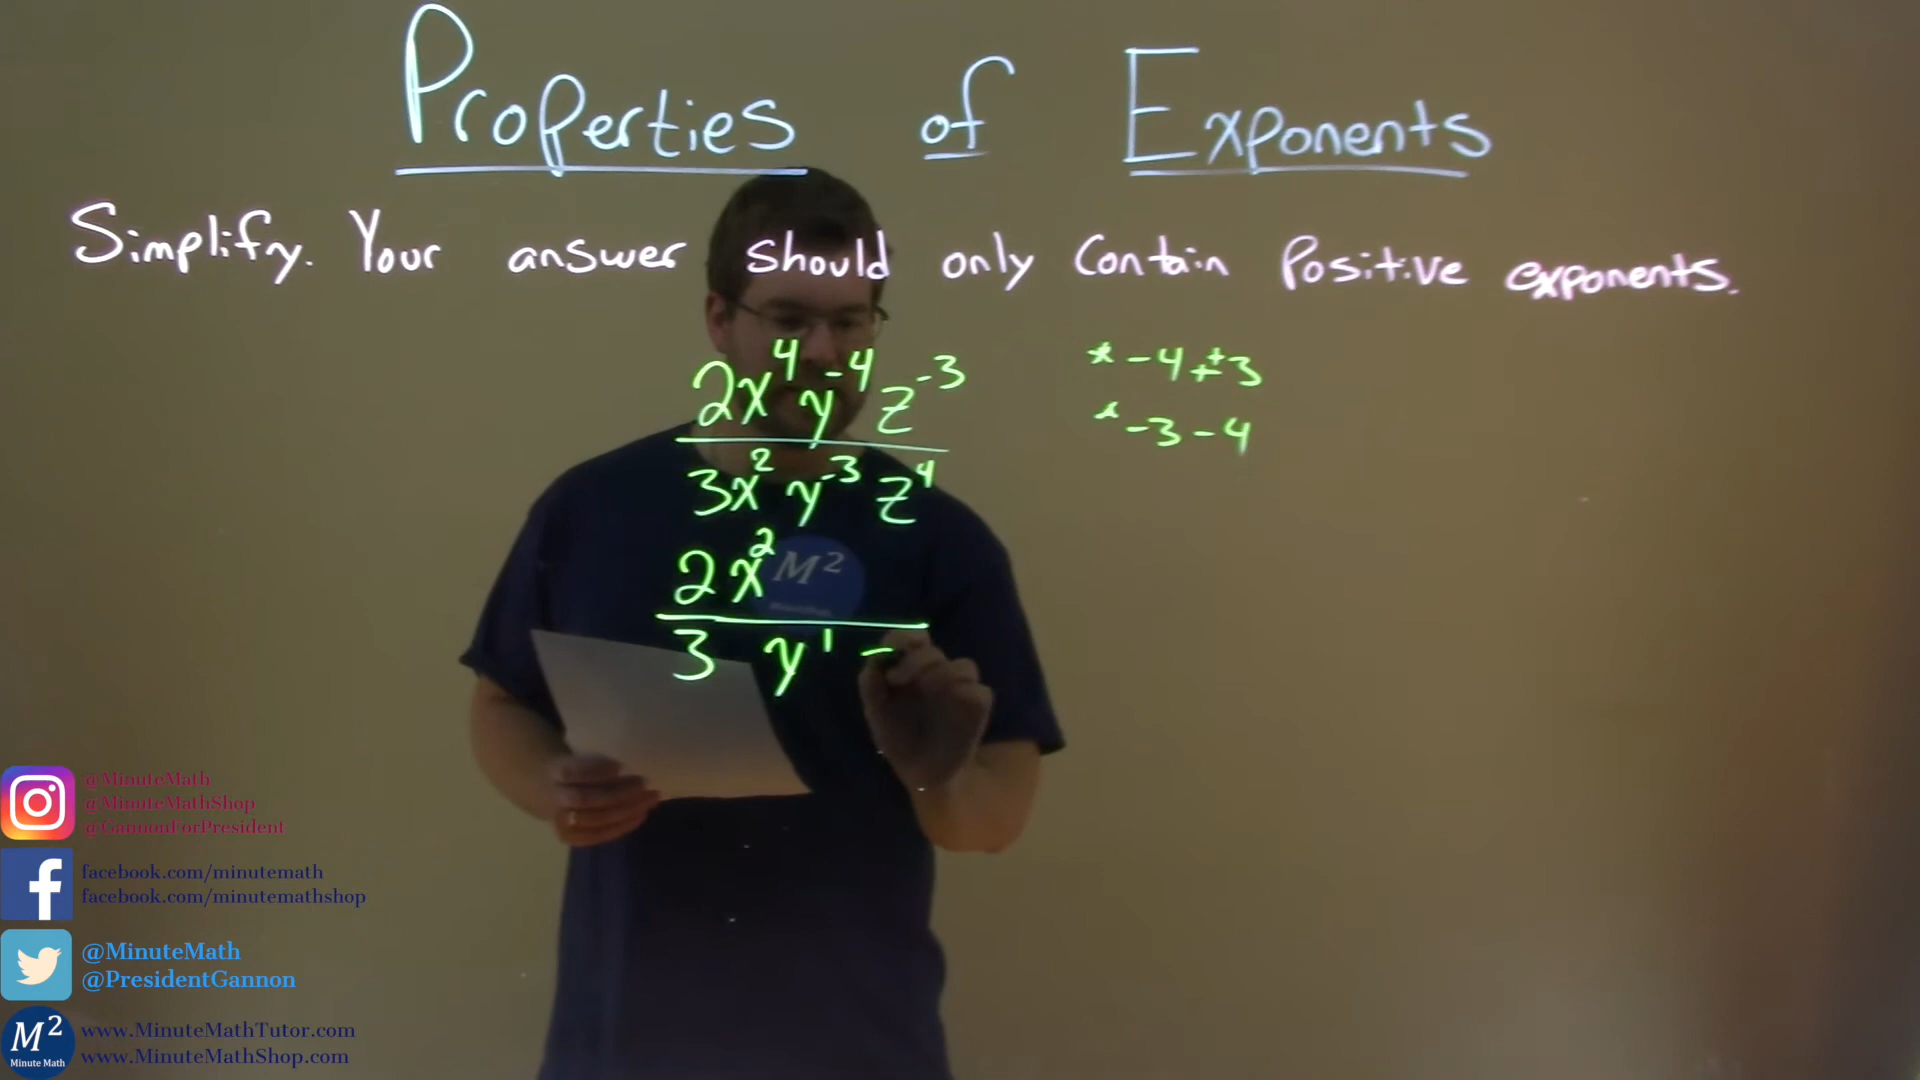 Properties of Exponents
Simplify. Your answer should only contain positive exponents.
2x⁴y⁻⁴z⁻³
3x²y⁻³z⁴
* -4 + +3
* -3 - 4
2x²
3 y¹
M²
@MinuteMath
@MinuteMathShop
@GannonForPresident
facebook.com/minutemath
facebook.com/minutemathshop
@MinuteMath
@PresidentGannon
M²
Minute Math
www.MinuteMathTutor.com
www.MinuteMathShop.com